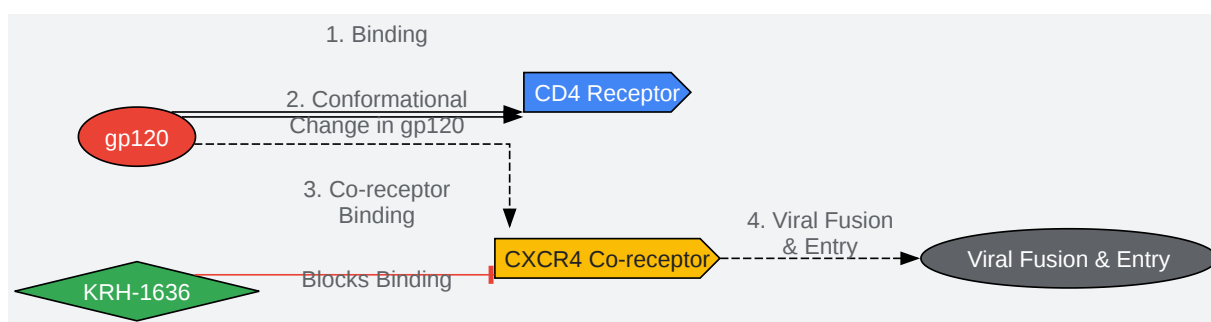 1. Binding
CD4 Receptor
2. Conformational
Change in gp120
gp120
3. Co-receptor
Binding
4. Viral Fusion
& Entry
CXCR4 Co-receptor
Viral Fusion & Entry
Blocks Binding
KRH-1636